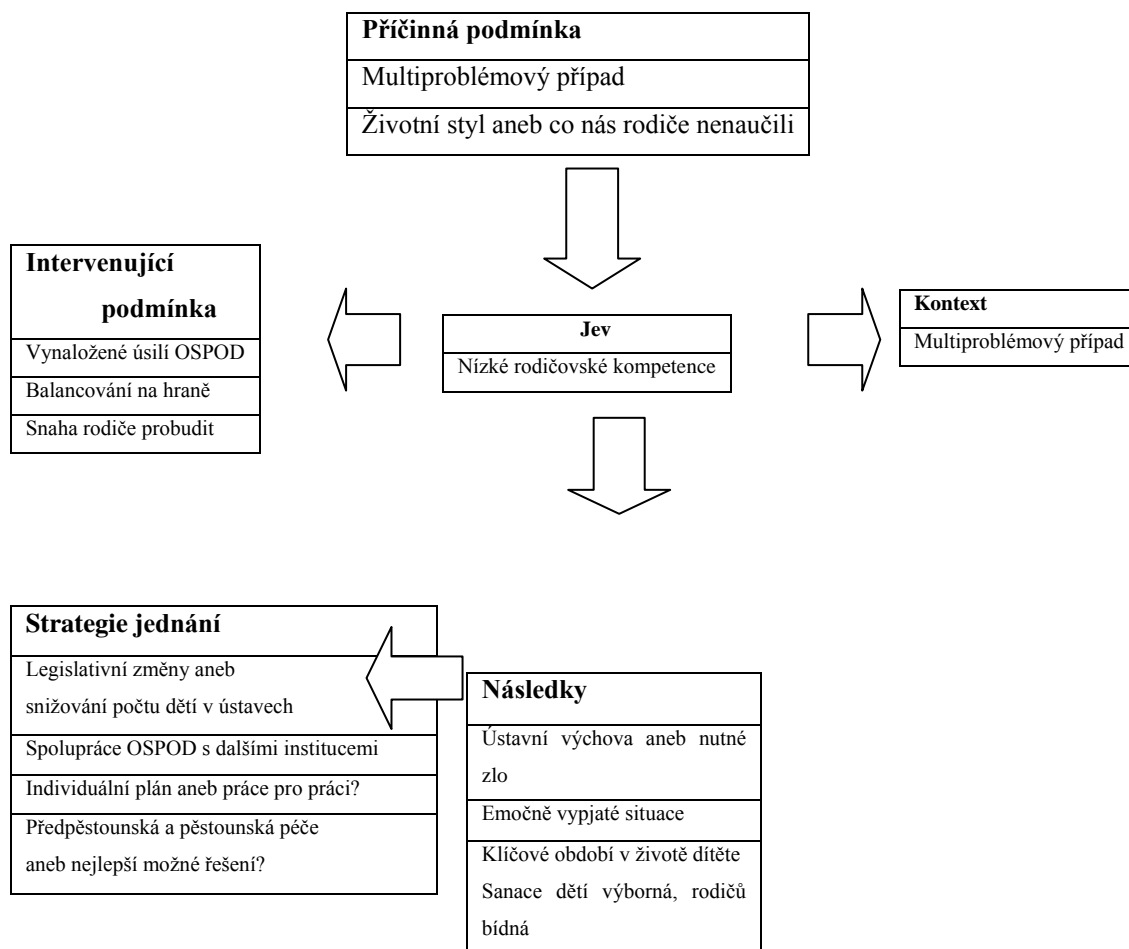 Příčinná podmínka
Multiproblémový případ
Životní styl aneb co nás rodiče nenaučili
Intervenující
podmínka
Vynaložené úsilí OSPOD
Balancování na hraně
Snaha rodiče probudit
Jev
Nízké rodičovské kompetence
Kontext
Multiproblémový případ
Strategie jednání
Legislativní změny aneb
snižování počtu dětí v ústavech
Spolupráce OSPOD s dalšími institucemi
Individuální plán aneb práce pro práci?
Předpěstounská a pěstounská péče
aneb nejlepší možné řešení?
Následky
Ústavní výchova aneb nutné
zlo
Emočně vypjaté situace
Klíčové období v životě dítěte
Sanace dětí výborná, rodičů
bídná